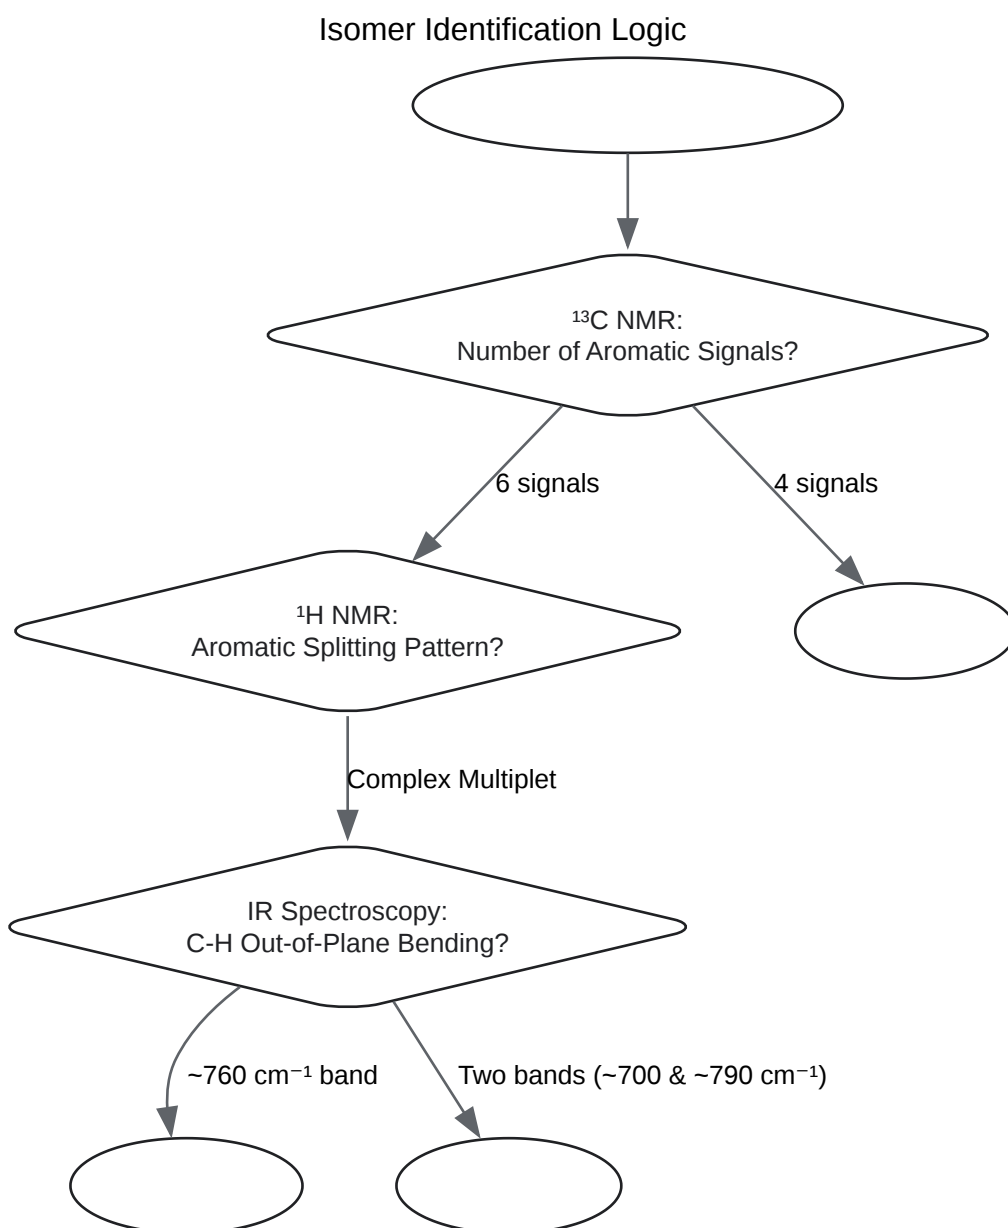 Isomer Identification Logic
¹³C NMR:
Number of Aromatic Signals?
6 signals
4 signals
¹H NMR:
Aromatic Splitting Pattern?
Complex Multiplet
IR Spectroscopy:
C-H Out-of-Plane Bending?
~760 cm⁻¹ band
Two bands (~700 & ~790 cm⁻¹)